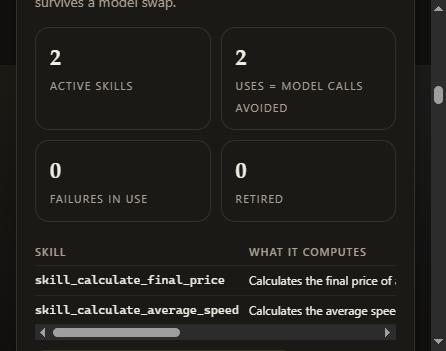 survives a model swap.
2
ACTIVE SKILLS
2
USES = MODEL CALLS
AVOIDED
0
FAILURES IN USE
0
RETIRED
SKILL WHAT IT COMPUTES
skill_calculate_final_price Calculates the final price of
skill_calculate_average_speed Calculates the average spee